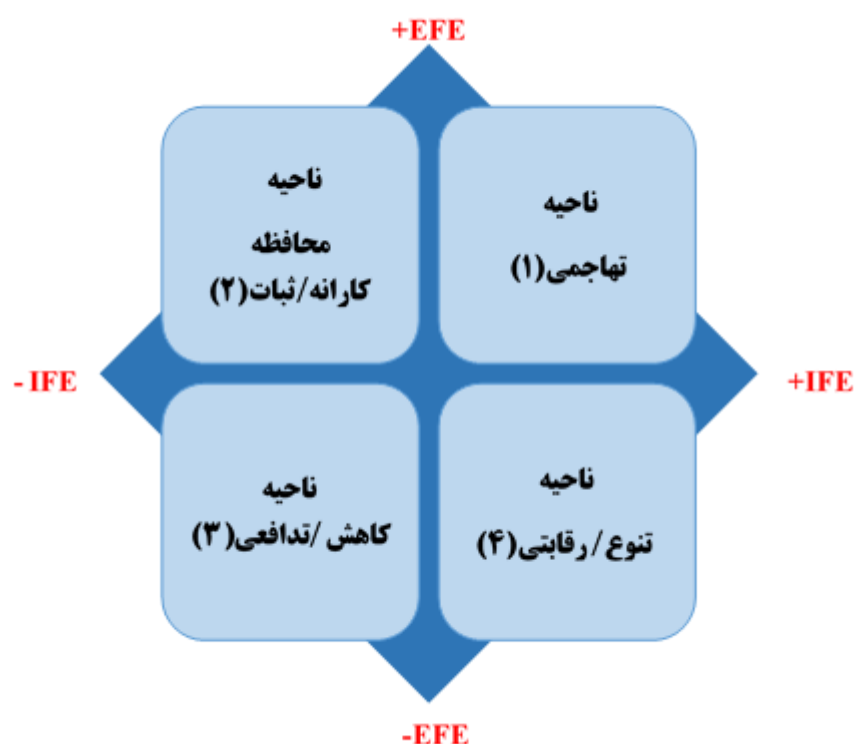 +EFE
ناحیه
تهاجمی(۱)
ناحیه
محافظه
کارانه/ثبات(۲)
- IFE
+IFE
ناحیه
تنوع/رقابتی(۴)
ناحیه
کاهش/تدافعی(۳)
-EFE